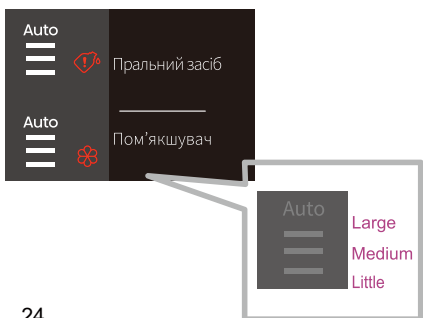 Auto
Пральний засіб
Auto
Пом’якшувач
Auto
Large
Medium
Little
24